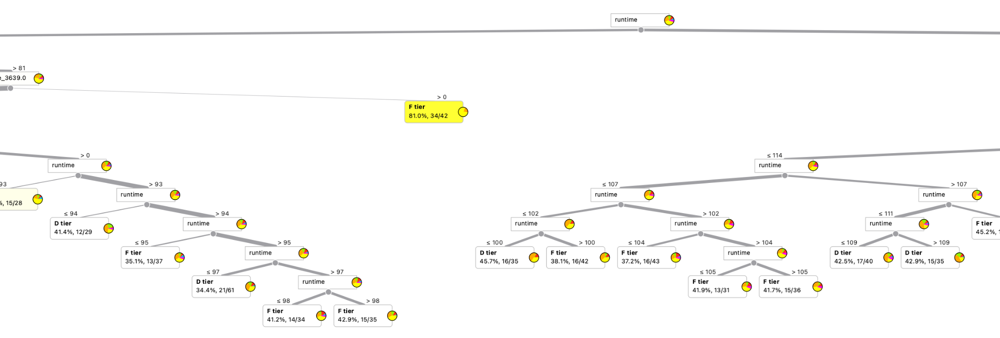 runtime
> 81
e_3639.0
> 0
F tier
81.0%, 34/42
> 0
runtime
≤ 114
runtime
93
> 93
≤ 107
> 107
%, 15/28
runtime
runtime
runtime
≤ 94
> 94
≤ 102
> 102
≤ 111
D tier
41.4%, 12/29
runtime
runtime
runtime
runtime
F tier
45.2%, 1
≤ 95
> 95
≤ 100
> 100
≤ 104
> 104
≤ 109
> 109
F tier
35.1%, 13/37
runtime
D tier
45.7%, 16/35
F tier
38.1%, 16/42
F tier
37.2%, 16/43
runtime
D tier
42.5%, 17/40
D tier
42.9%, 15/35
≤ 97
> 97
≤ 105
> 105
D tier
34.4%, 21/61
runtime
F tier
41.9%, 13/31
F tier
41.7%, 15/36
≤ 98
> 98
F tier
41.2%, 14/34
F tier
42.9%, 15/35